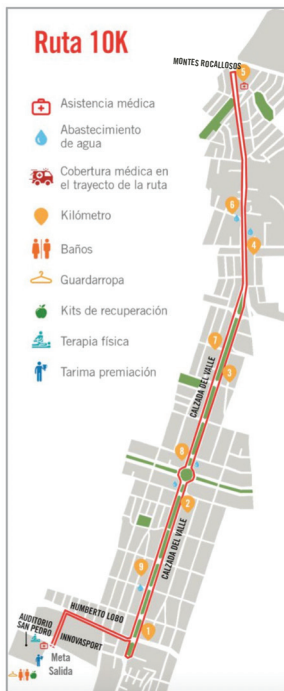 Ruta 10K
Asistencia médica
Abastecimiento
de agua
Cobertura médica en
el trayecto de la ruta
Kilómetro
Baños
Guardarropa
Kits de recuperación
Terapia física
Tarima premiación
MONTES ROCALLOSOS
5
6
4
7
3
CALZADA DEL VALLE
8
2
CALZADA DEL VALLE
9
1
HUMBERTO LOBO
AUDITORIO
SAN PEDRO
INNOVASPORT
Meta
Salida